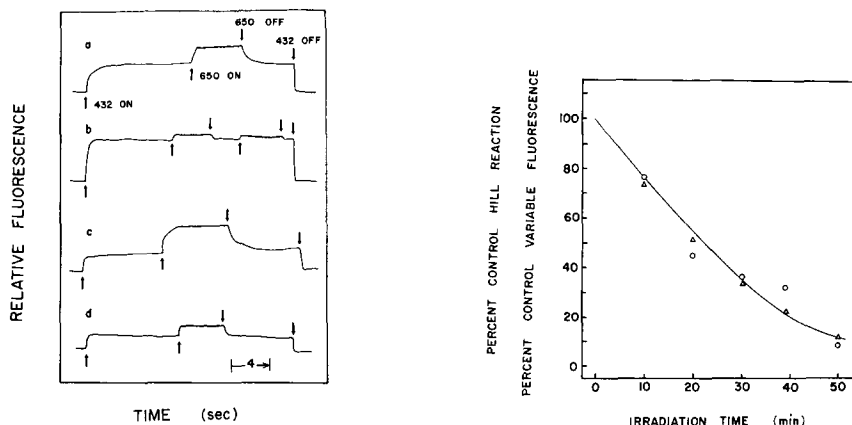 RELATIVE FLUORESCENCE
650 OFF
432 OFF
a
650 ON
432 ON
b
c
d
4
TIME (sec)
PERCENT CONTROL HILL REACTION
PERCENT CONTROL VARIABLE FLUORESCENCE
100
80
60
40
20
0
0 10 20 30 40 50
IRRADIATION TIME (min)